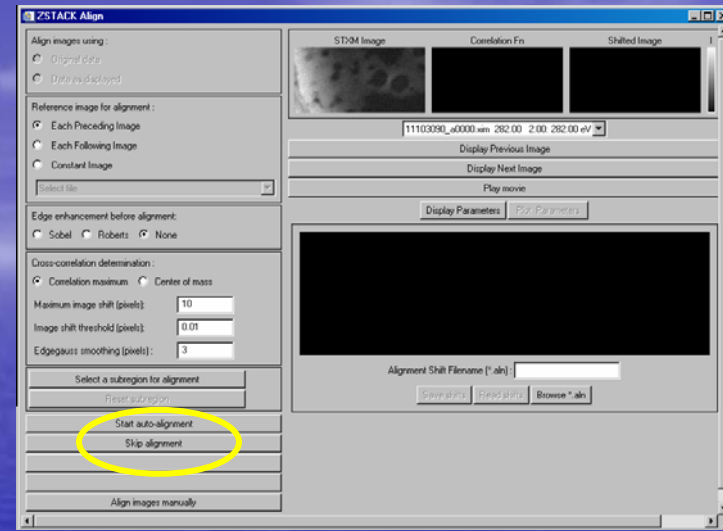 ZSTACK Align
Align images using :
Original data
Data as displayed
Reference image for alignment :
Each Preceding Image
Each Following Image
Constant Image
Select file
Edge enhancement before alignment:
Sobel Roberts None
Cross-correlation determination :
Correlation maximum Center of mass
Maximum image shift (pixels): 10
Image shift threshold (pixels): 0.01
Edgegauss smoothing (pixels) : 3
Select a subregion for alignment
Reset subregion
Start auto-alignment
Skip alignment
Align images manually
STXM Image Correlation Fn Shifted Image I
11103090_a0000.xim 282.00 2.00: 282.00 eV
Display Previous Image
Display Next Image
Play movie
Display Parameters Plot Parameters
Alignment Shift Filename (*.aln) :
Save shifts Read shifts Browse *.aln